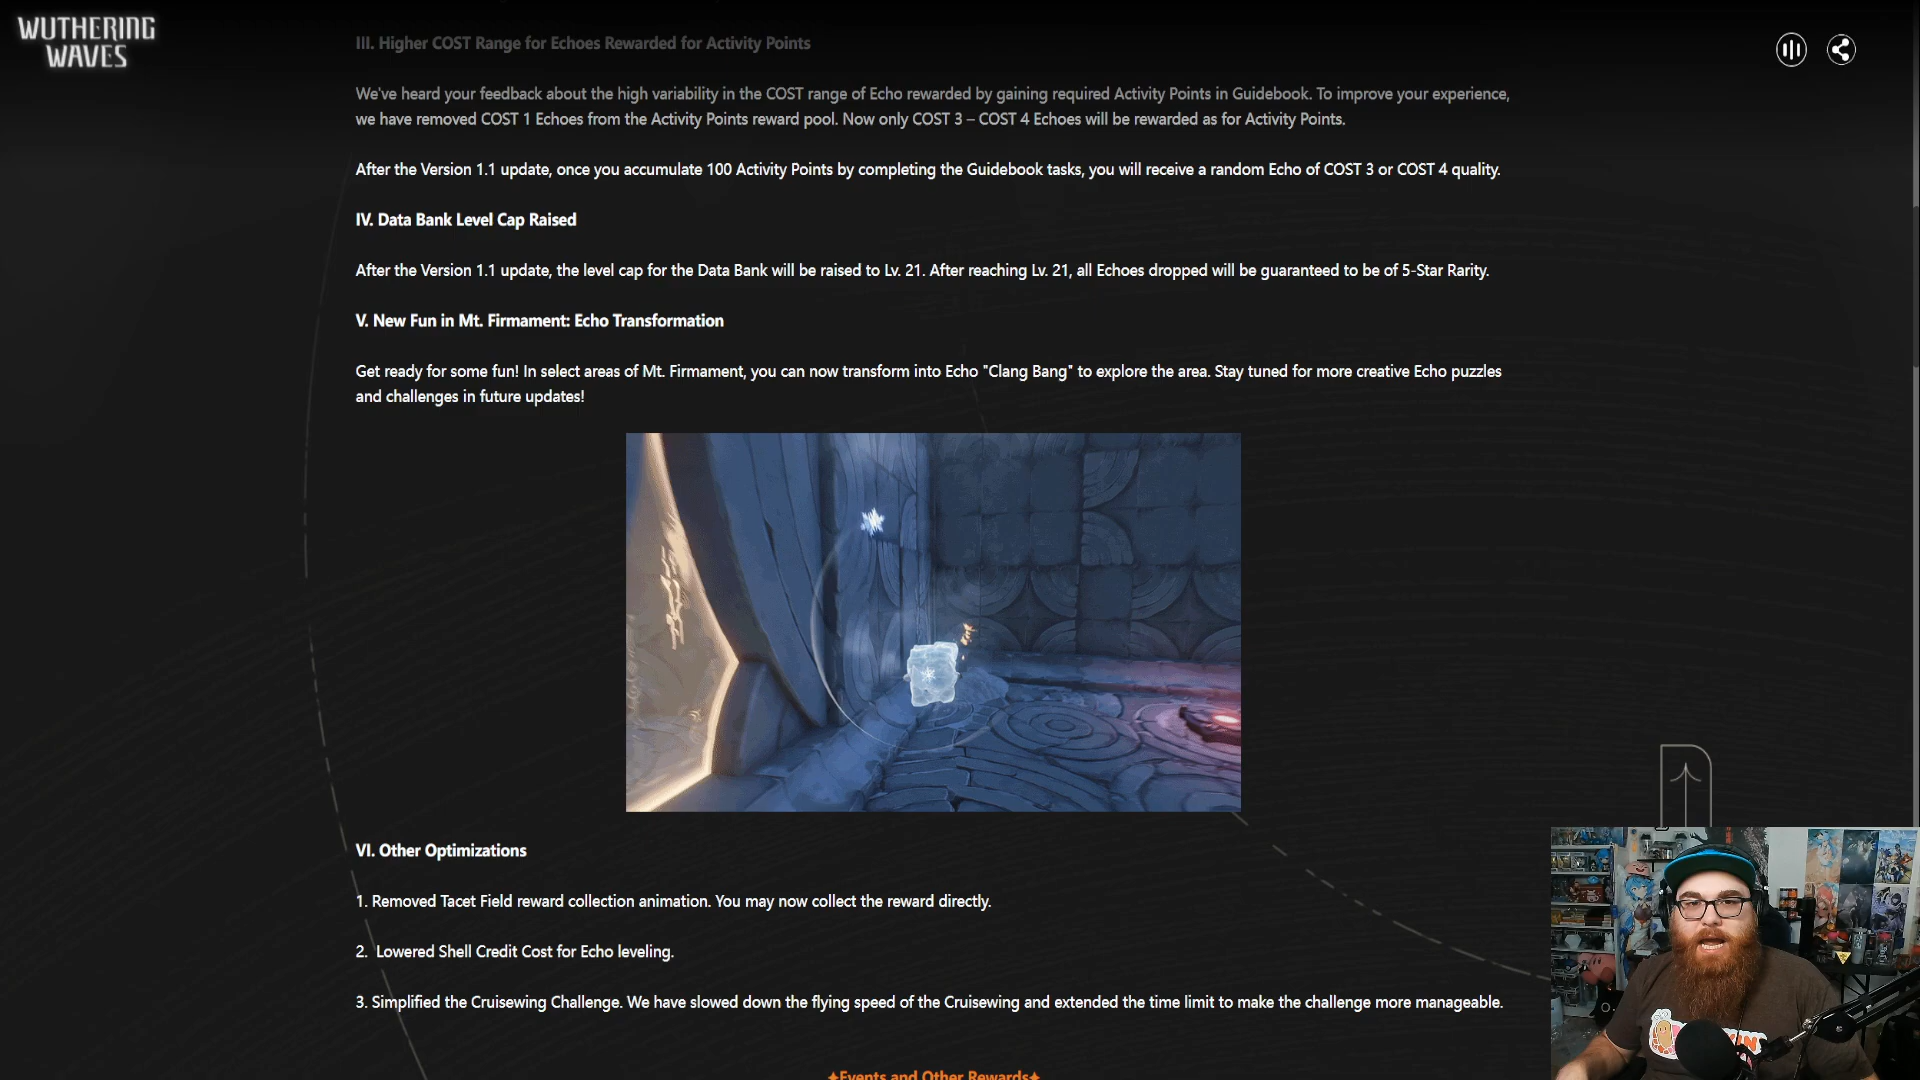 WUTHERING
WAVES
III. Higher COST Range for Echoes Rewarded for Activity Points
We've heard your feedback about the high variability in the COST range of Echo rewarded by gaining required Activity Points in Guidebook. To improve your experience,
we have removed COST 1 Echoes from the Activity Points reward pool. Now only COST 3 – COST 4 Echoes will be rewarded as for Activity Points.
After the Version 1.1 update, once you accumulate 100 Activity Points by completing the Guidebook tasks, you will receive a random Echo of COST 3 or COST 4 quality.
IV. Data Bank Level Cap Raised
After the Version 1.1 update, the level cap for the Data Bank will be raised to Lv. 21. After reaching Lv. 21, all Echoes dropped will be guaranteed to be of 5-Star Rarity.
V. New Fun in Mt. Firmament: Echo Transformation
Get ready for some fun! In select areas of Mt. Firmament, you can now transform into Echo "Clang Bang" to explore the area. Stay tuned for more creative Echo puzzles
and challenges in future updates!
VI. Other Optimizations
1. Removed Tacet Field reward collection animation. You may now collect the reward directly.
2. Lowered Shell Credit Cost for Echo leveling.
3. Simplified the Cruisewing Challenge. We have slowed down the flying speed of the Cruisewing and extended the time limit to make the challenge more manageable.
✦Events and Other Rewards✦